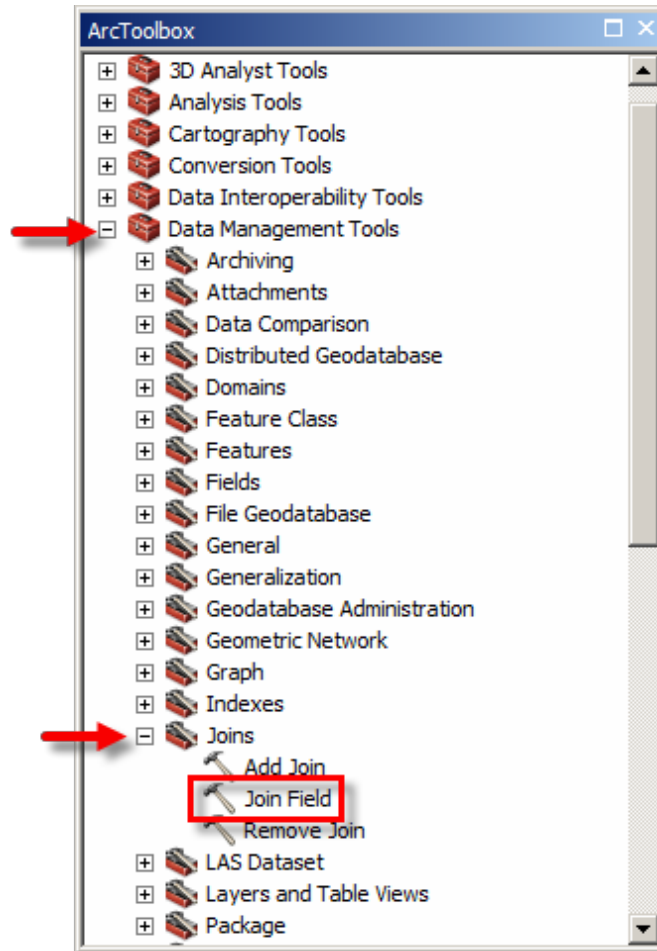 ArcToolbox
3D Analyst Tools
Analysis Tools
Cartography Tools
Conversion Tools
Data Interoperability Tools
Data Management Tools
Archiving
Attachments
Data Comparison
Distributed Geodatabase
Domains
Feature Class
Features
Fields
File Geodatabase
General
Generalization
Geodatabase Administration
Geometric Network
Graph
Indexes
Joins
Add Join
Join Field
Remove Join
LAS Dataset
Layers and Table Views
Package